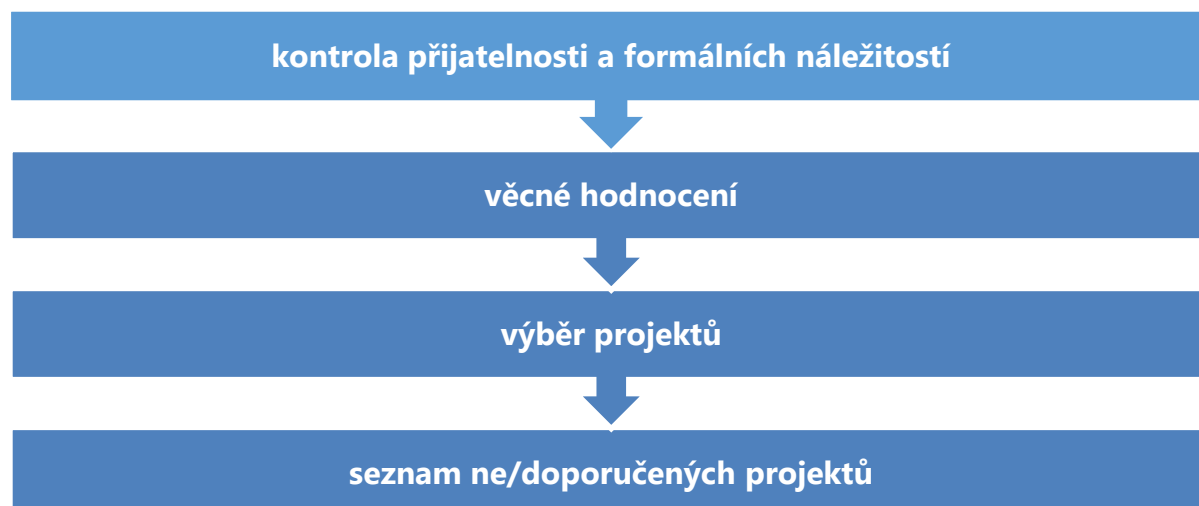 kontrola přijatelnosti a formálních náležitostí
věcné hodnocení
výběr projektů
seznam ne/doporučených projektů